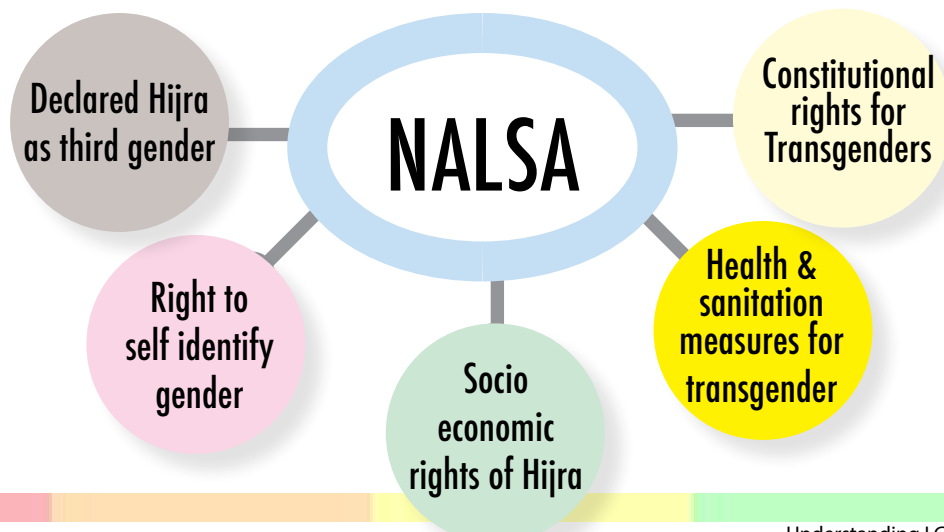 NALSA
Declared Hijra
as third gender
Right to
self identify
gender
Socio
economic
rights of Hijra
Health &
sanitation
measures for
transgender
Constitutional
rights for
Transgenders